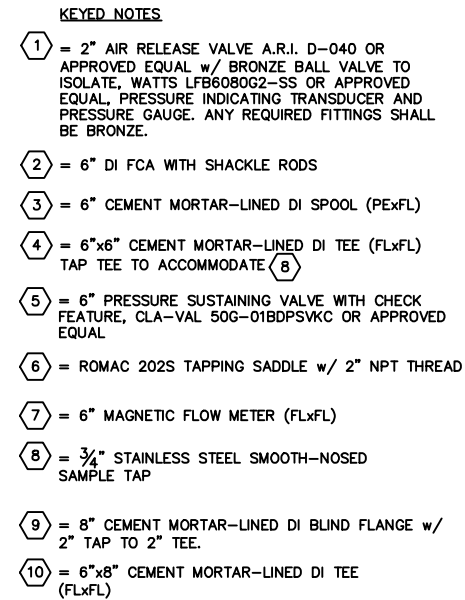 KEYED NOTES
1 = 2" AIR RELEASE VALVE A.R.I. D-040 OR
APPROVED EQUAL w/ BRONZE BALL VALVE TO
ISOLATE, WATTS LFB6080G2-SS OR APPROVED
EQUAL, PRESSURE INDICATING TRANSDUCER AND
PRESSURE GAUGE. ANY REQUIRED FITTINGS SHALL
BE BRONZE.
2 = 6" DI FCA WITH SHACKLE RODS
3 = 6" CEMENT MORTAR-LINED DI SPOOL (PExFL)
4 = 6"x6" CEMENT MORTAR-LINED DI TEE (FLxFL)
TAP TEE TO ACCOMMODATE 8
5 = 6" PRESSURE SUSTAINING VALVE WITH CHECK
FEATURE, CLA-VAL 50G-01BDPSVKC OR APPROVED
EQUAL
6 = ROMAC 202S TAPPING SADDLE w/ 2" NPT THREAD
7 = 6" MAGNETIC FLOW METER (FLxFL)
8 = 3/4" STAINLESS STEEL SMOOTH-NOSED
SAMPLE TAP
9 = 8" CEMENT MORTAR-LINED DI BLIND FLANGE w/
2" TAP TO 2" TEE.
10 = 6"x8" CEMENT MORTAR-LINED DI TEE
(FLxFL)